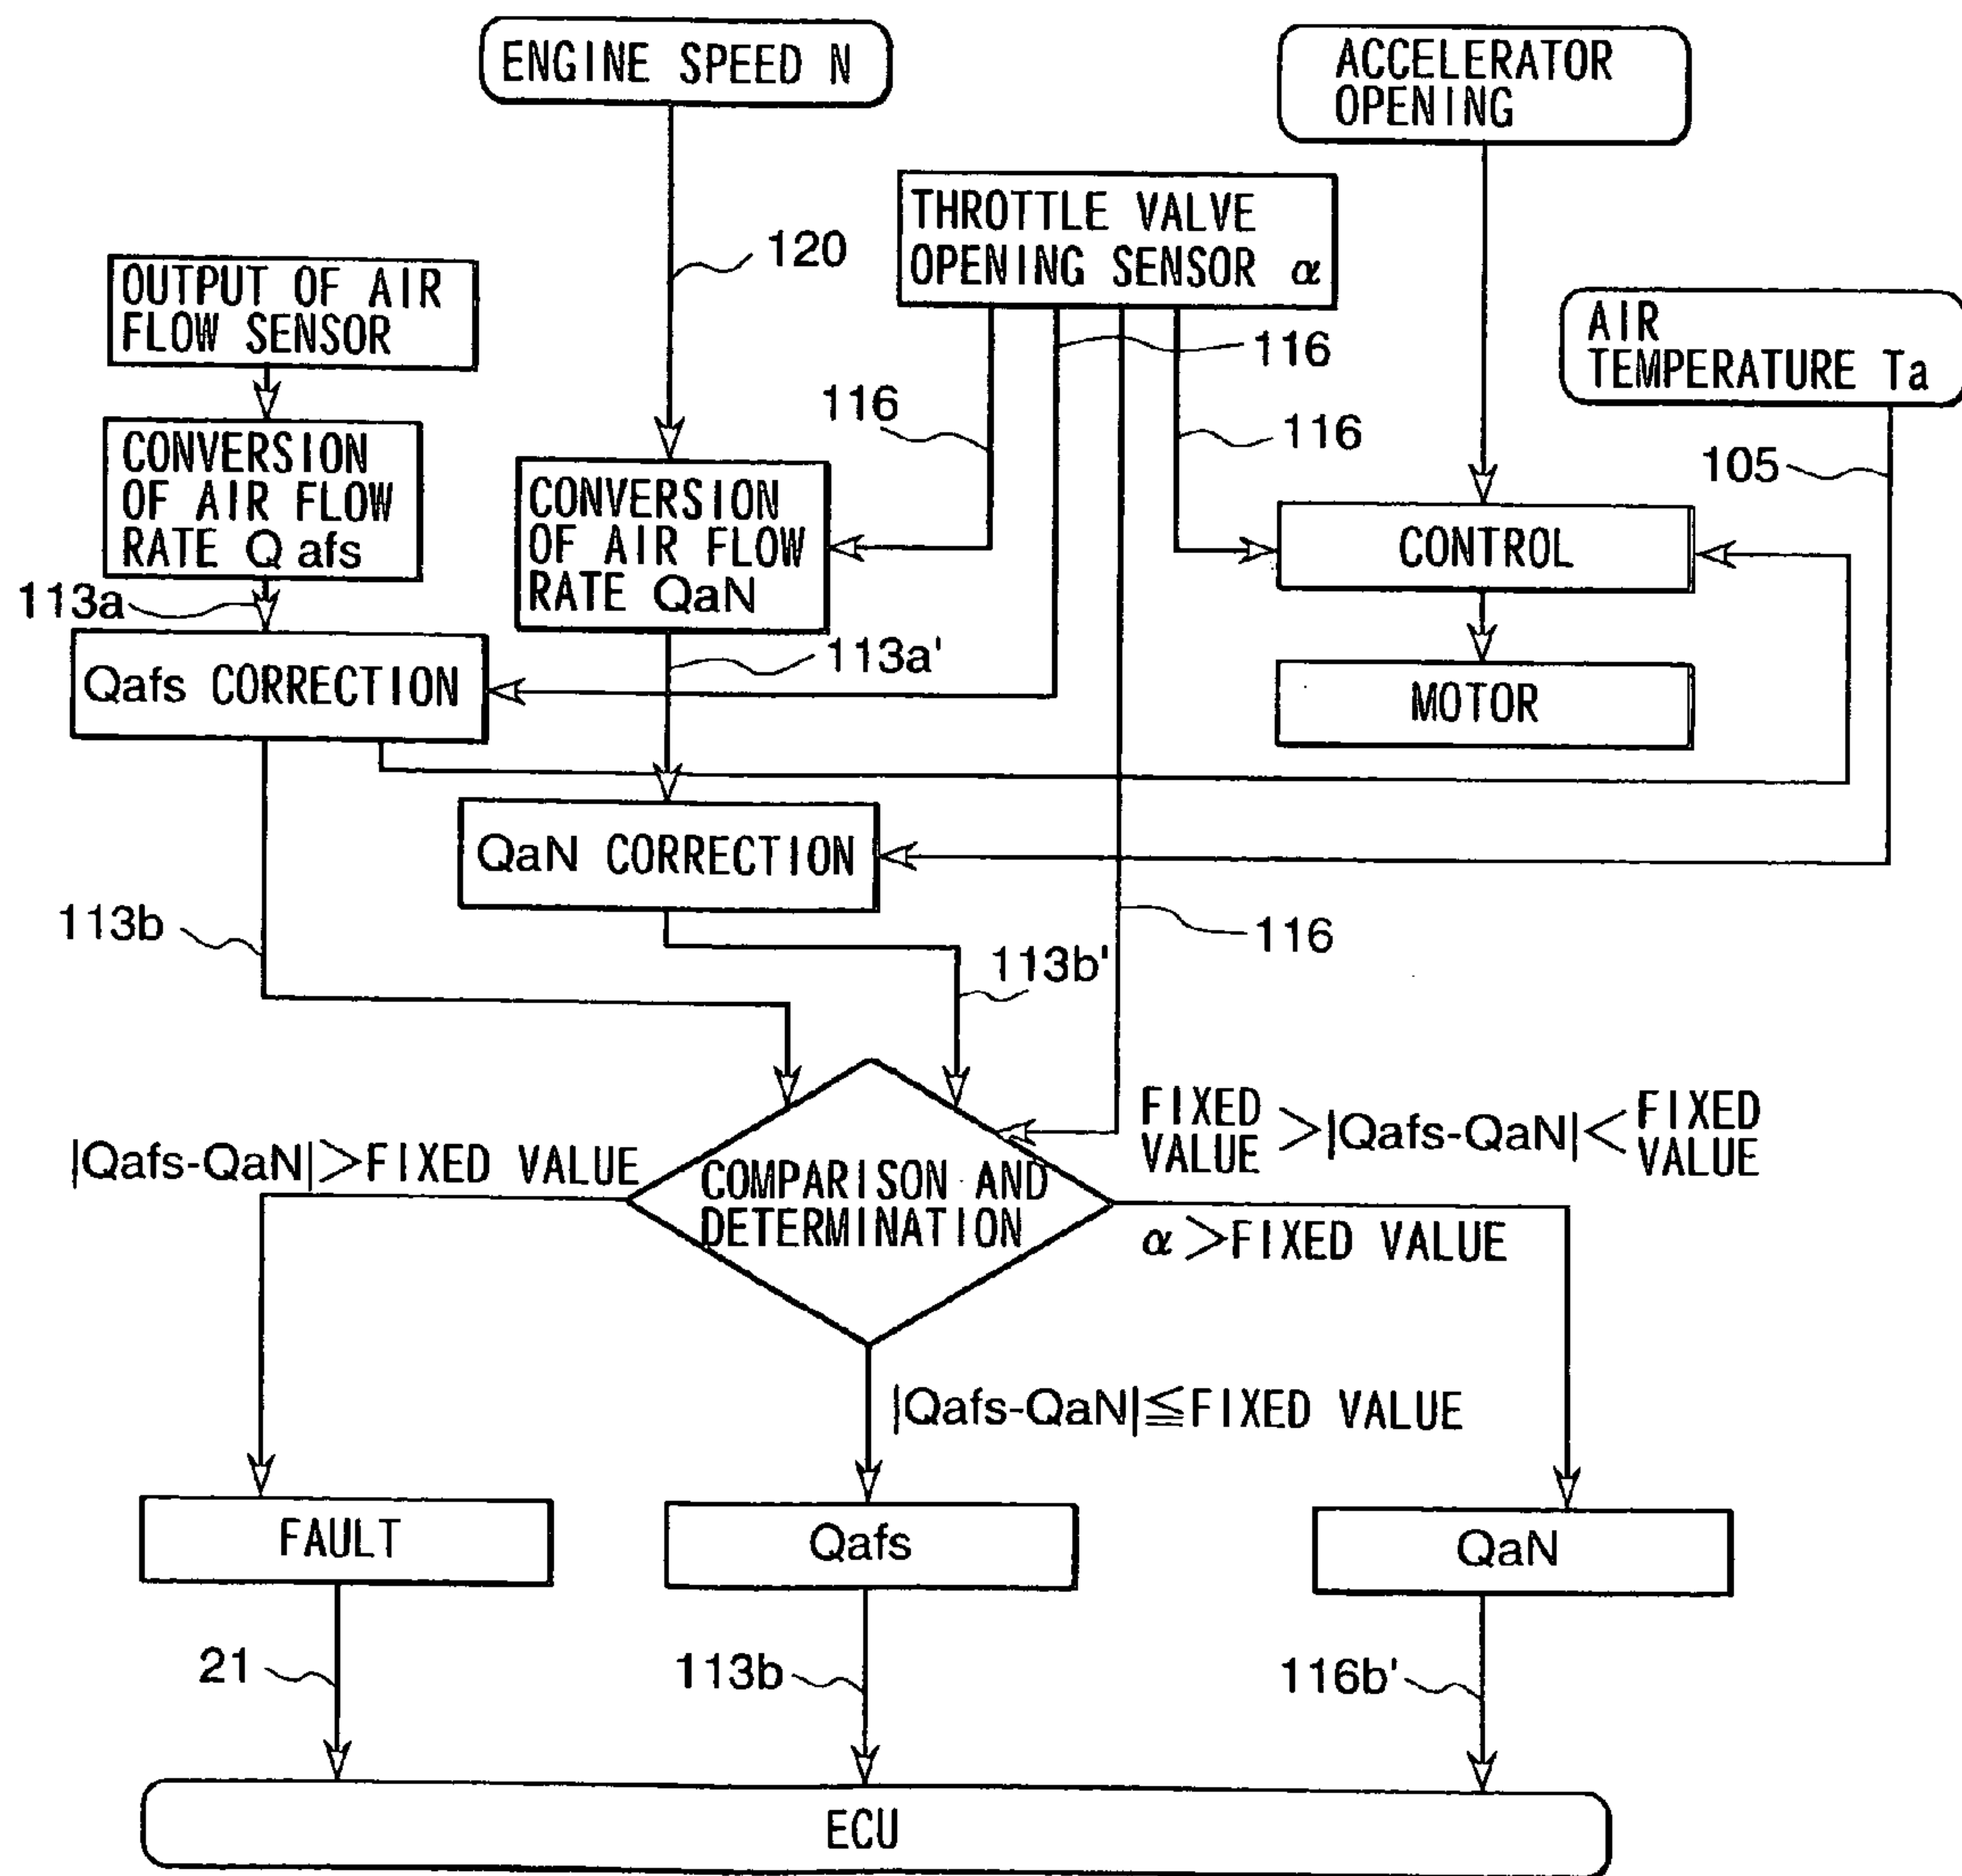 ENGINE SPEED N
ACCELERATOR
OPENING
THROTTLE VALVE
OPENING SENSOR α
120
OUTPUT OF AIR
FLOW SENSOR
AIR
TEMPERATURE Ta
116
116
116
105
CONVERSION
OF AIR FLOW
RATE Q afs
CONVERSION
OF AIR FLOW
RATE QaN
CONTROL
113a
113a'
Qafs CORRECTION
MOTOR
QaN CORRECTION
113b
116
113b'
|Qafs-QaN|>FIXED VALUE
FIXED
VALUE >|Qafs-QaN|< FIXED
VALUE
COMPARISON AND
DETERMINATION
α >FIXED VALUE
|Qafs-QaN|≦FIXED VALUE
FAULT
Qafs
QaN
21
113b
116b'
ECU